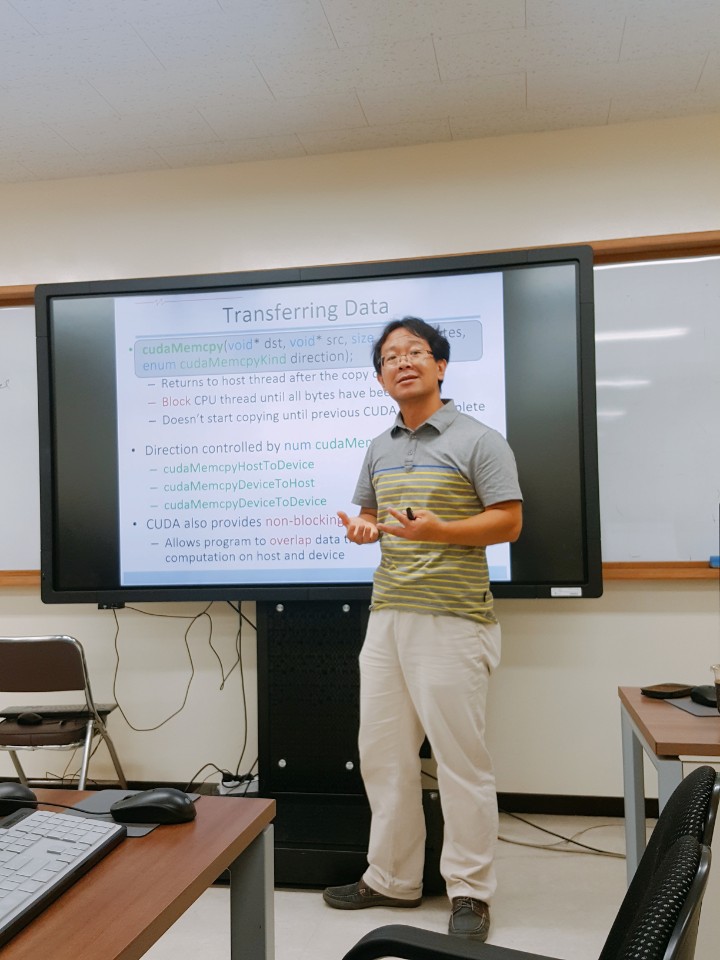 Transferring Data
• cudaMemcpy(void* dst, void* src, size
enum cudaMemcpyKind direction);
– Returns to host thread after the copy
– Block CPU thread until all bytes have
– Doesn't start copying until previous CUDA
• Direction controlled by num
– cudaMemcpyHostToDevice
– cudaMemcpyDeviceToHost
– cudaMemcpyDeviceToDevice
• CUDA also provides non-blocking
– Allows program to overlap data
computation on host and device